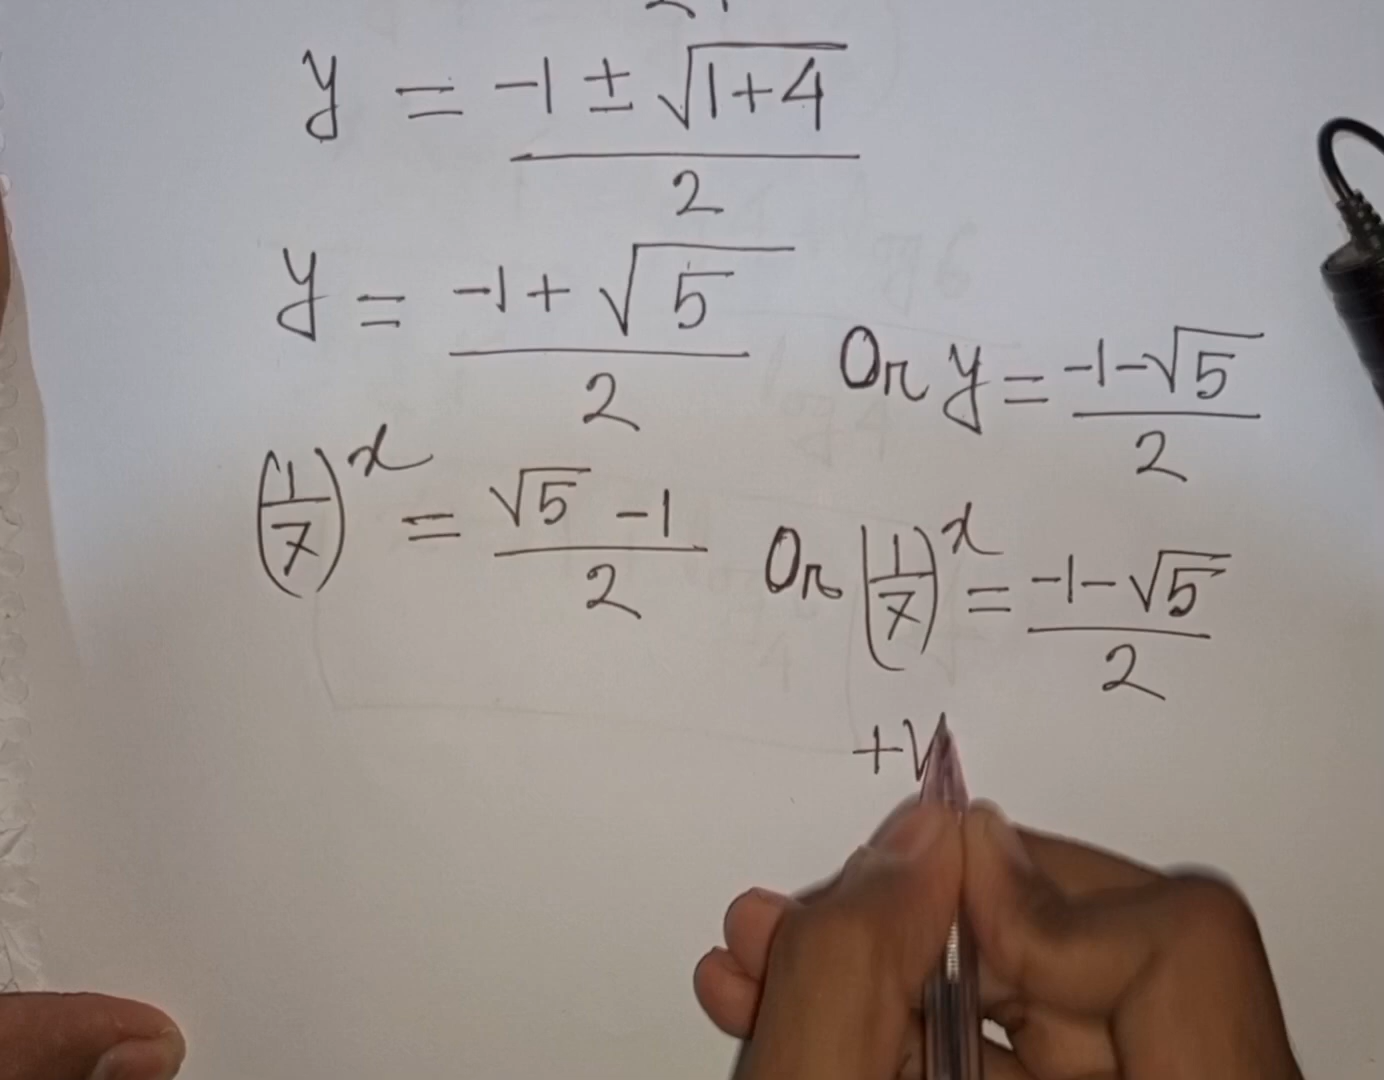 y = -1 ± √1+4 / 2
y = -1 + √5 / 2 Or y = -1-√5 / 2
(1/7)^x = √5 -1 / 2 Or (1/7)^x = -1-√5 / 2
+V